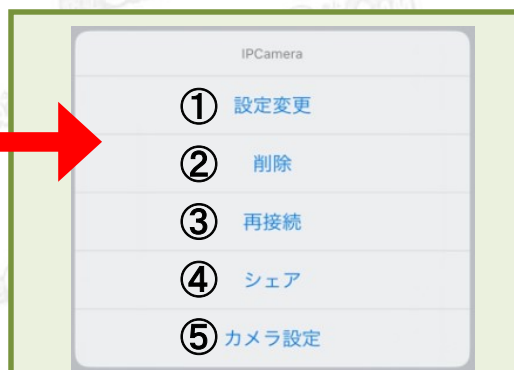 IPCamera
① 設定変更
② 削除
③ 再接続
④ シェア
⑤ カメラ設定